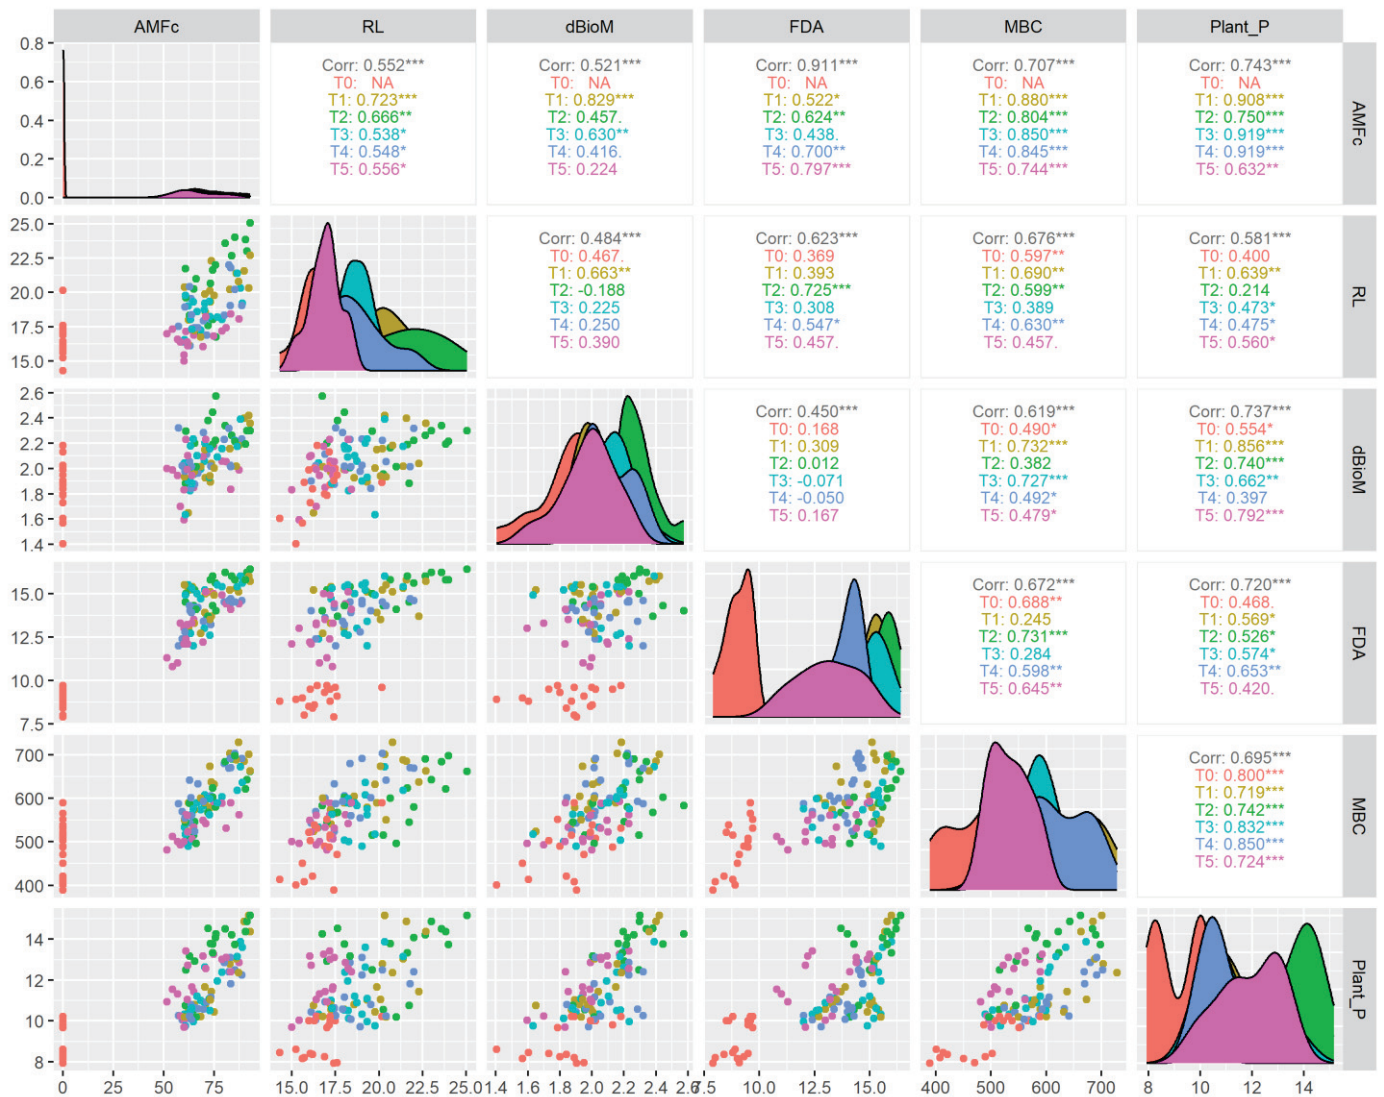 AMFc RL dBioM FDA MBC Plant_P
0.8
0.6
0.4
0.2
0.0
Corr: 0.552***
T0: NA
T1: 0.723***
T2: 0.666**
T3: 0.538*
T4: 0.548*
T5: 0.556*
Corr: 0.521***
T0: NA
T1: 0.829***
T2: 0.457.
T3: 0.630**
T4: 0.416.
T5: 0.224
Corr: 0.911***
T0: NA
T1: 0.522*
T2: 0.624**
T3: 0.438.
T4: 0.700**
T5: 0.797***
Corr: 0.707***
T0: NA
T1: 0.880***
T2: 0.804***
T3: 0.850***
T4: 0.845***
T5: 0.744***
Corr: 0.743***
T0: NA
T1: 0.908***
T2: 0.750***
T3: 0.919***
T4: 0.919***
T5: 0.632**
AMFc
25.0
22.5
20.0
17.5
15.0
Corr: 0.484***
T0: 0.467.
T1: 0.663**
T2: -0.188
T3: 0.225
T4: 0.250
T5: 0.390
Corr: 0.623***
T0: 0.369
T1: 0.393
T2: 0.725***
T3: 0.308
T4: 0.547*
T5: 0.457.
Corr: 0.676***
T0: 0.597**
T1: 0.690**
T2: 0.599**
T3: 0.389
T4: 0.630**
T5: 0.457.
Corr: 0.581***
T0: 0.400
T1: 0.639**
T2: 0.214
T3: 0.473*
T4: 0.475*
T5: 0.560*
RL
2.6
2.4
2.2
2.0
1.8
1.6
1.4
Corr: 0.450***
T0: 0.168
T1: 0.309
T2: 0.012
T3: -0.071
T4: -0.050
T5: 0.167
Corr: 0.619***
T0: 0.490*
T1: 0.732***
T2: 0.382
T3: 0.727***
T4: 0.492*
T5: 0.479*
Corr: 0.737***
T0: 0.554*
T1: 0.856***
T2: 0.740***
T3: 0.662**
T4: 0.397
T5: 0.792***
dBioM
15.0
12.5
10.0
7.5
Corr: 0.672***
T0: 0.688**
T1: 0.245
T2: 0.731***
T3: 0.284
T4: 0.598**
T5: 0.645**
Corr: 0.720***
T0: 0.468.
T1: 0.569*
T2: 0.526*
T3: 0.574*
T4: 0.653**
T5: 0.420.
FDA
700
600
500
400
Corr: 0.695***
T0: 0.800***
T1: 0.719***
T2: 0.742***
T3: 0.832***
T4: 0.850***
T5: 0.724***
MBC
14
12
10
8
Plant_P
0 25 50 75 15.0 17.5 20.0 22.5 25.0 1.4 1.6 1.8 2.0 2.2 2.4 2.6 7.5 10.0 12.5 15.0 400 500 600 700 8 10 12 14